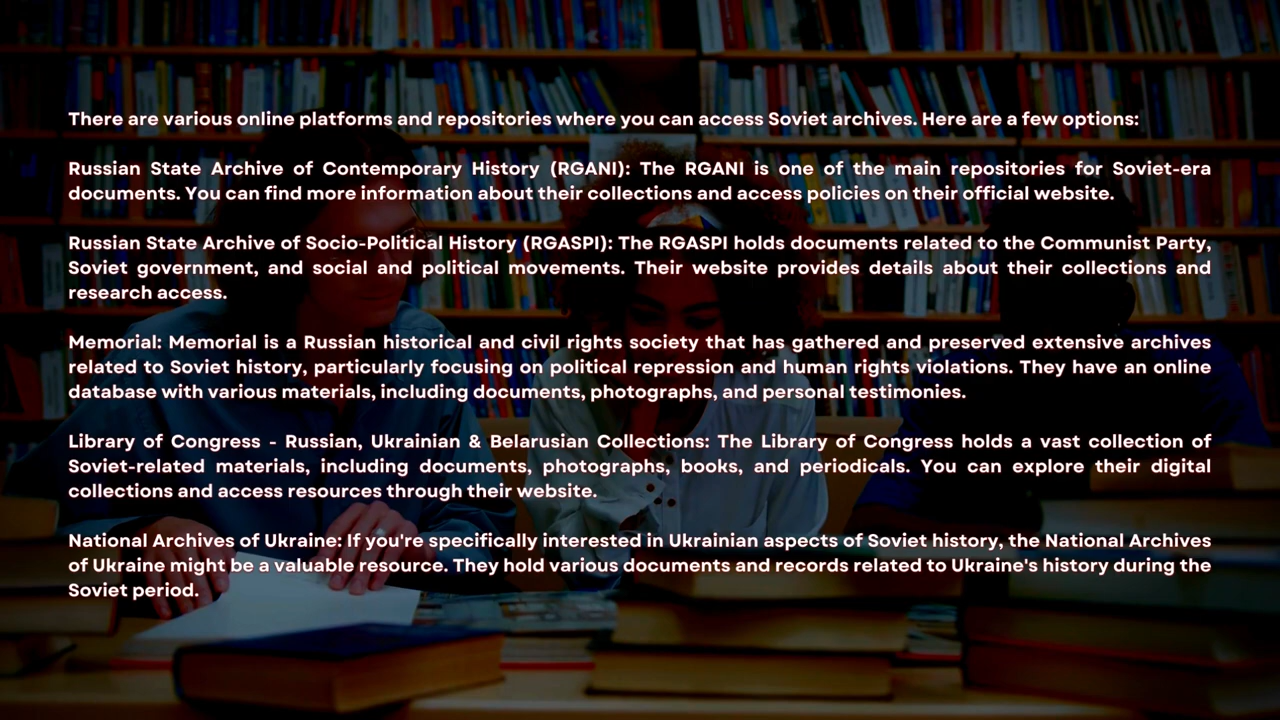 There are various online platforms and repositories where you can access Soviet archives. Here are a few options:
Russian State Archive of Contemporary History (RGANI): The RGANI is one of the main repositories for Soviet-era
documents. You can find more information about their collections and access policies on their official website.
Russian State Archive of Socio-Political History (RGASPI): The RGASPI holds documents related to the Communist Party,
Soviet government, and social and political movements. Their website provides details about their collections and
research access.
Memorial: Memorial is a Russian historical and civil rights society that has gathered and preserved extensive archives
related to Soviet history, particularly focusing on political repression and human rights violations. They have an online
database with various materials, including documents, photographs, and personal testimonies.
Library of Congress - Russian, Ukrainian & Belarusian Collections: The Library of Congress holds a vast collection of
Soviet-related materials, including documents, photographs, books, and periodicals. You can explore their digital
collections and access resources through their website.
National Archives of Ukraine: If you're specifically interested in Ukrainian aspects of Soviet history, the National Archives
of Ukraine might be a valuable resource. They hold various documents and records related to Ukraine's history during the
Soviet period.